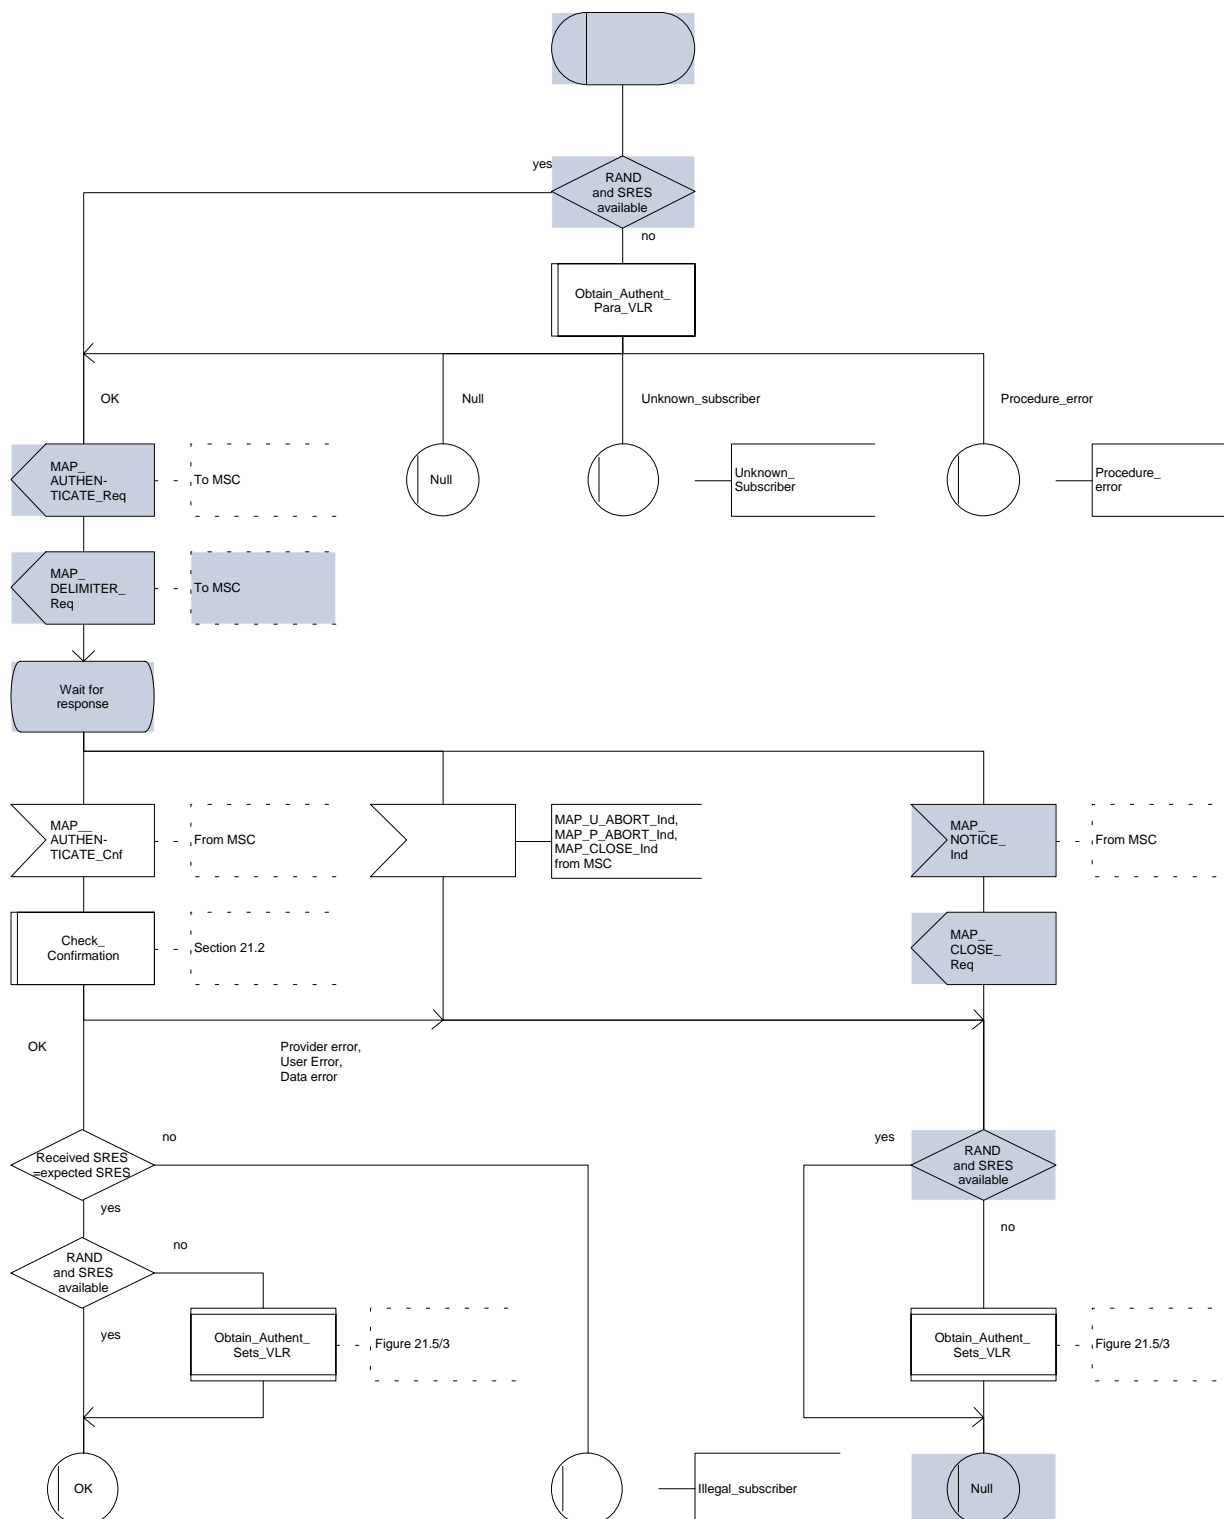 yes
RAND
and SRES
available
no
Obtain_Authent_
Para_VLR
OK
Null
Unknown_subscriber
Procedure_error
MAP_
AUTHEN-
TICATE_Req
To MSC
Null
Unknown_
Subscriber
Procedure_
error
MAP_
DELIMITER_
Req
To MSC
Wait for
response
MAP__
AUTHEN-
TICATE_Cnf
From MSC
MAP_U_ABORT_Ind,
MAP_P_ABORT_Ind,
MAP_CLOSE_Ind
from MSC
MAP_
NOTICE_
Ind
From MSC
Check_
Confirmation
Section 21.2
MAP_
CLOSE_
Req
OK
Provider error,
User Error,
Data error
Received SRES
=expected SRES
no
yes
RAND
and SRES
available
yes
no
RAND
and SRES
available
no
yes
Obtain_Authent_
Sets_VLR
Figure 21.5/3
Obtain_Authent_
Sets_VLR
Figure 21.5/3
OK
Illegal_subscriber
Null